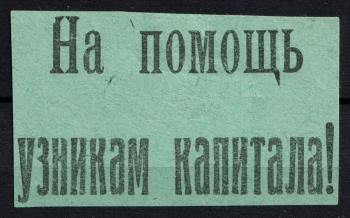 На помощь
узникам капитала!